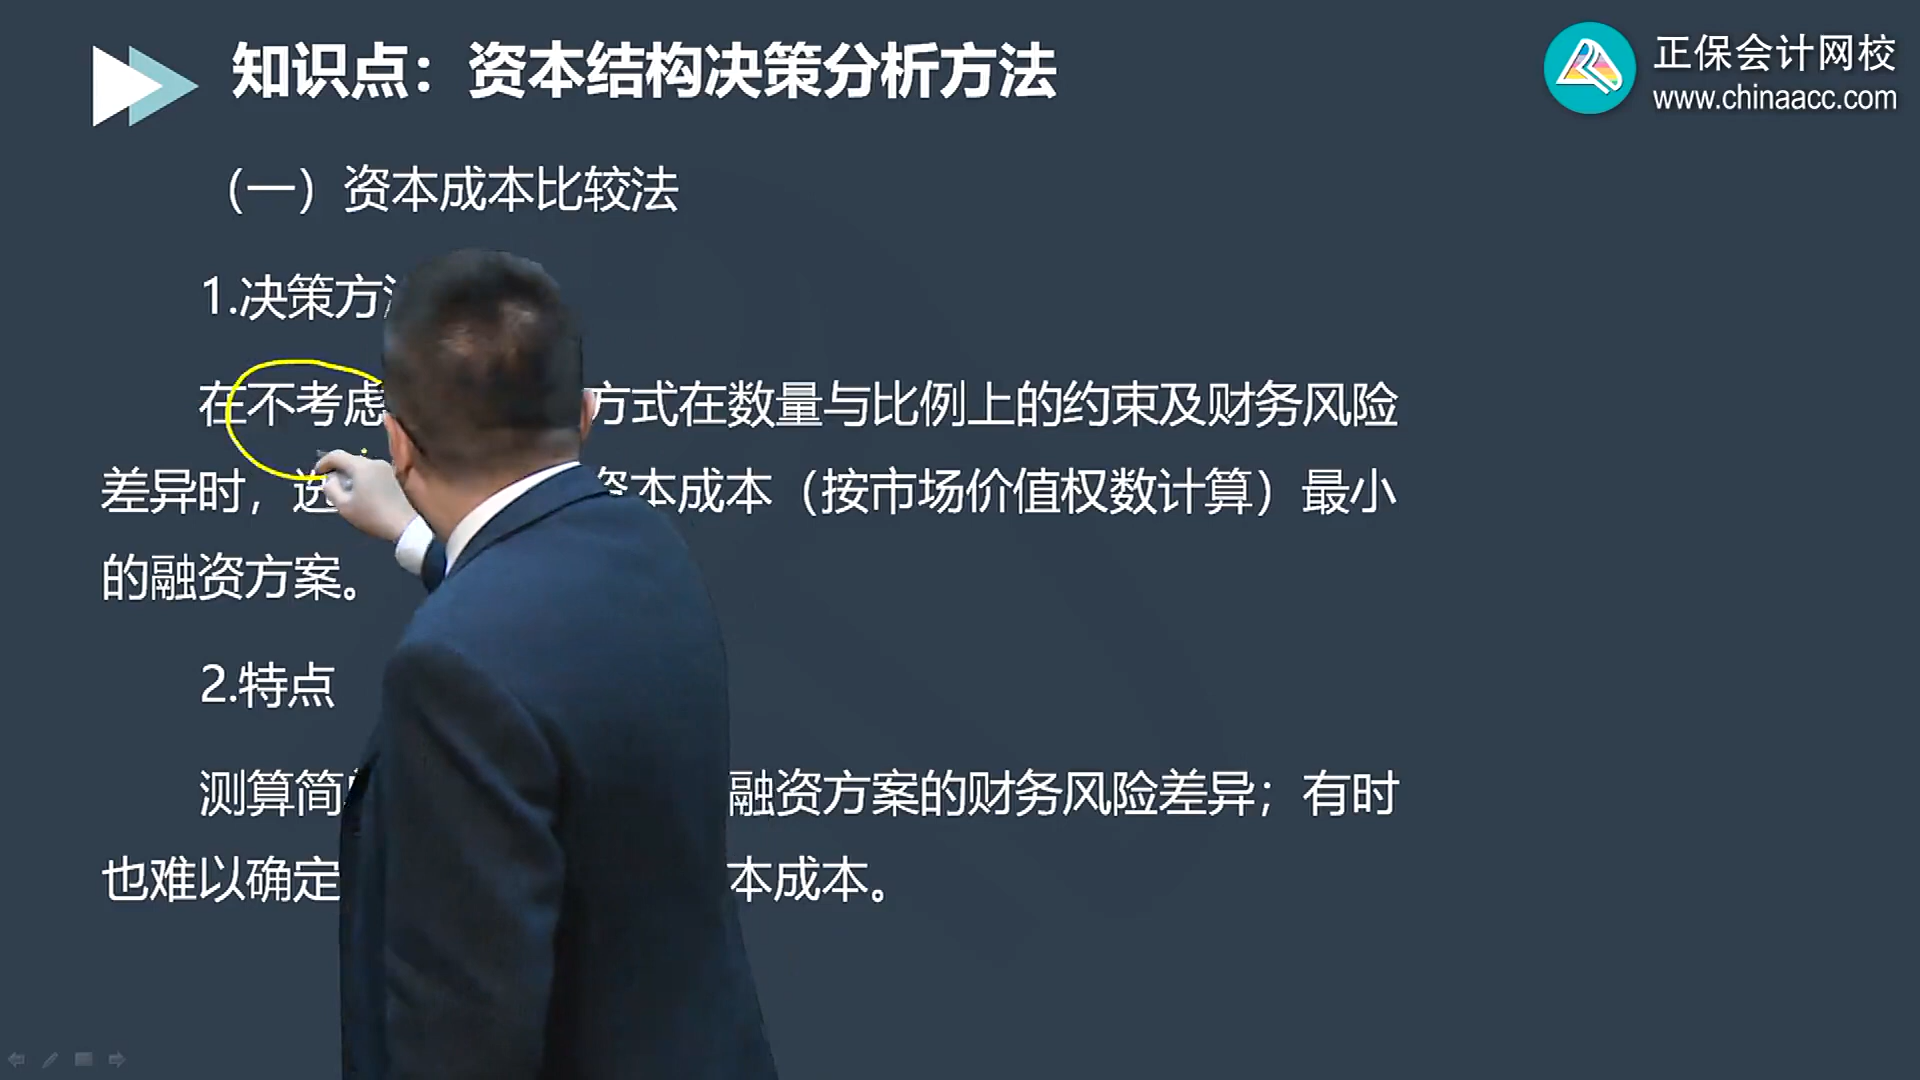 知识点：资本结构决策分析方法
正保会计网校
www.chinaacc.com
（一）资本成本比较法
1.决策方法
在不考虑 方式在数量与比例上的约束及财务风险
差异时，选 资本成本（按市场价值权数计算）最小
的融资方案。
2.特点
测算简单 融资方案的财务风险差异；有时
也难以确定 本成本。